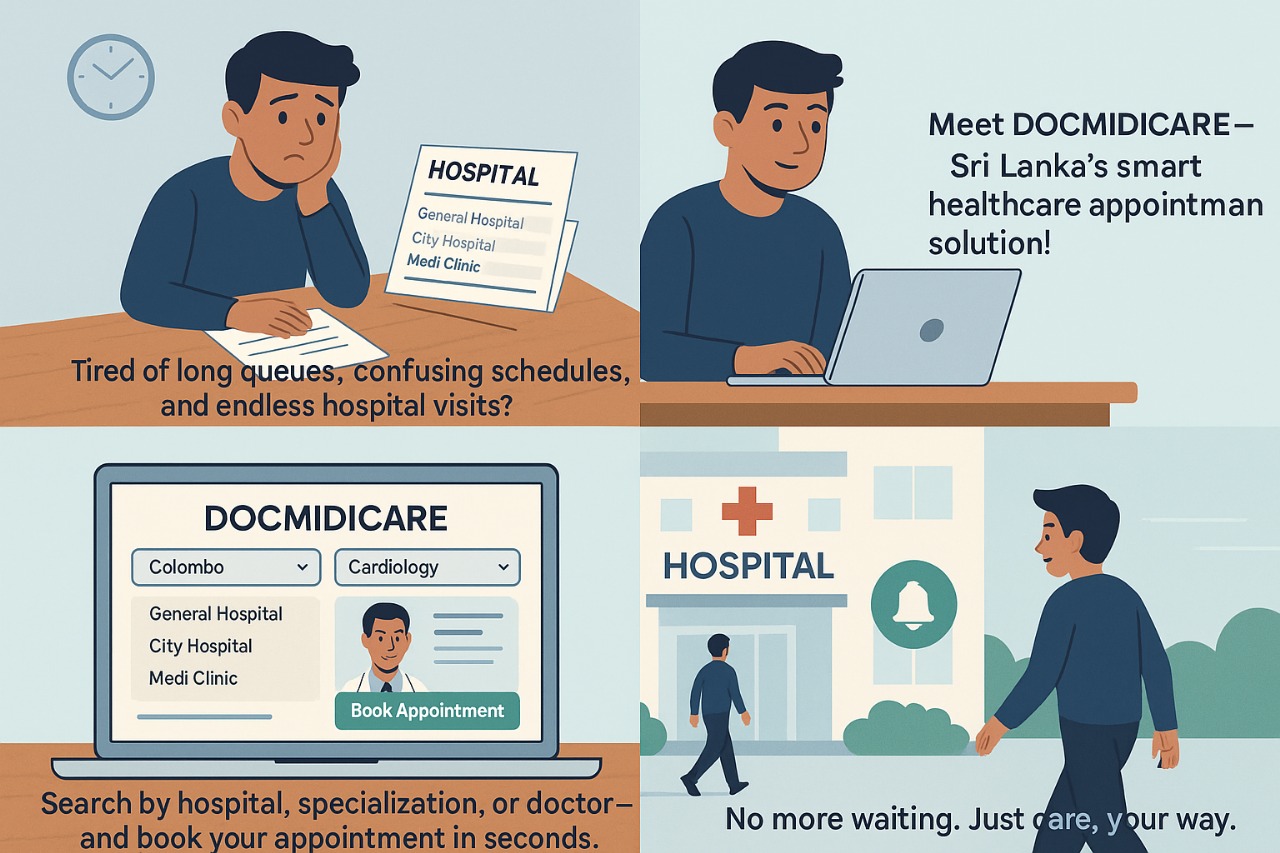 HOSPITAL
General Hospital
City Hospital
Medi Clinic
Tired of long queues, confusing schedules,
and endless hospital visits?
Meet DOCMIDICARE–
Sri Lanka's smart
healthcare appointman
solution!
DOCMIDICARE
Colombo
Cardiology
General Hospital
City Hospital
Medi Clinic
Book Appointment
Search by hospital, specialization, or doctor–
and book your appointment in seconds.
HOSPITAL
No more waiting. Just care, your way.